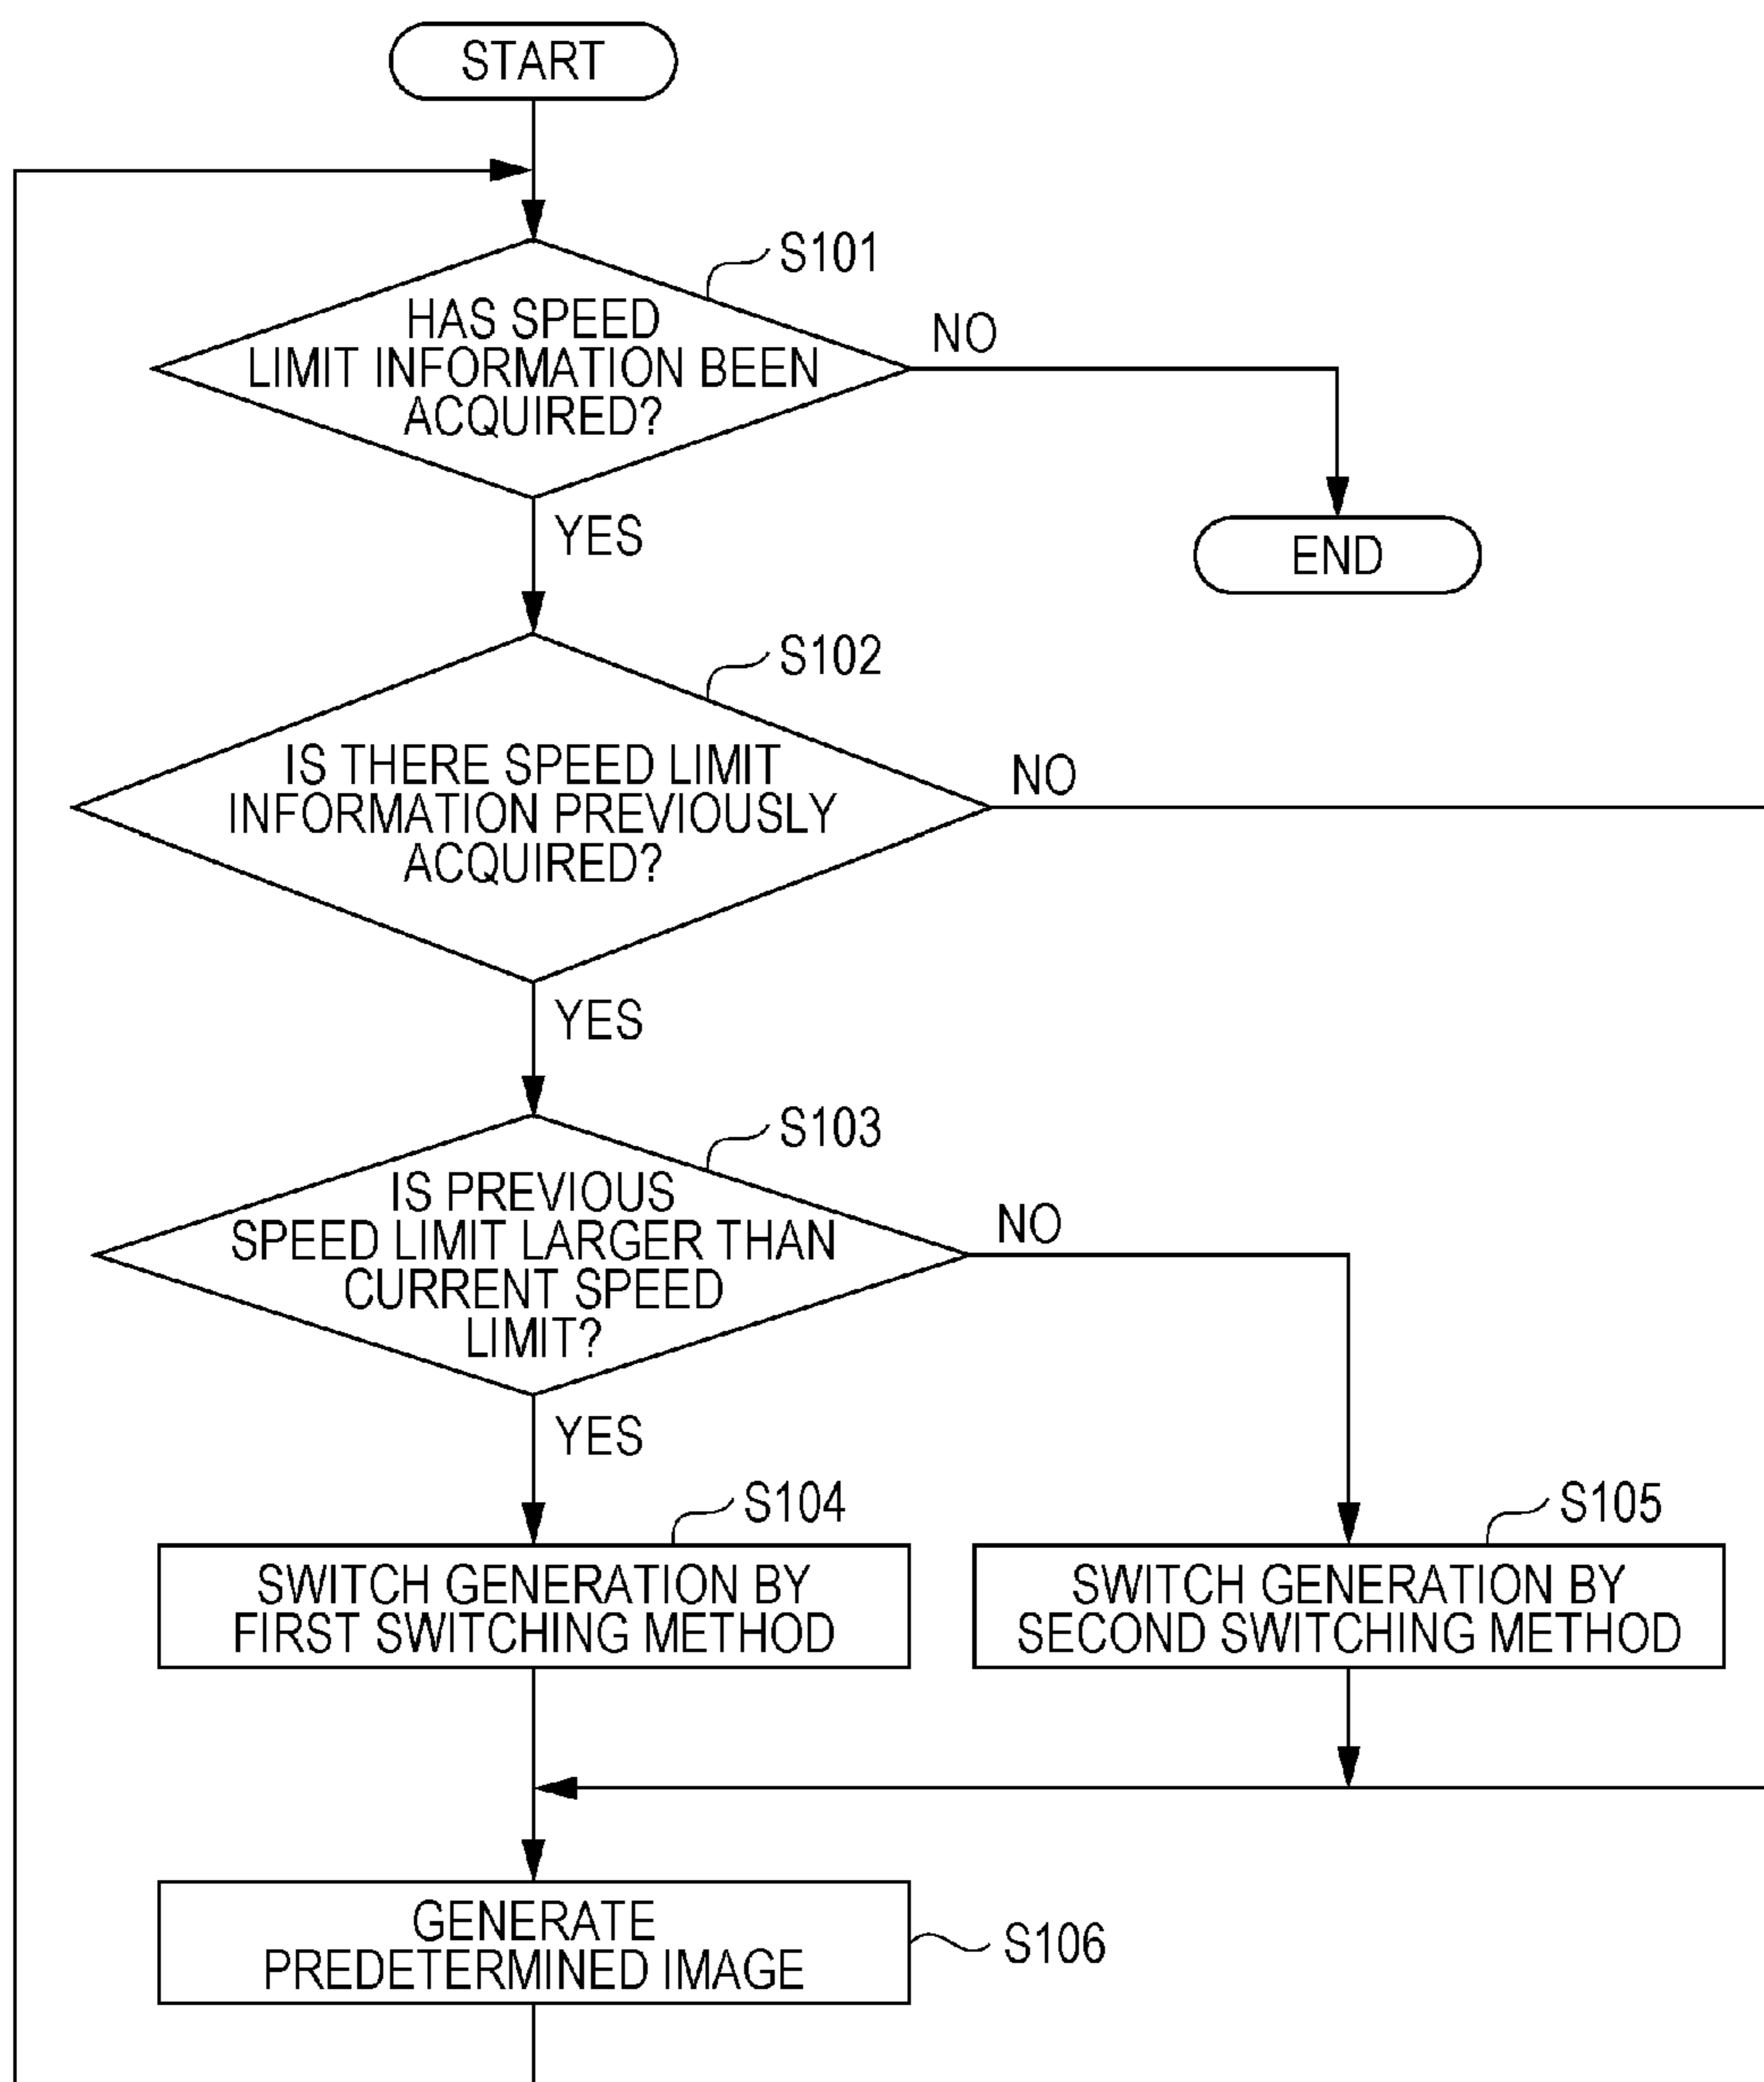 START
S101
HAS SPEED
LIMIT INFORMATION BEEN
ACQUIRED?
NO
YES
END
S102
IS THERE SPEED LIMIT
INFORMATION PREVIOUSLY
ACQUIRED?
NO
YES
S103
IS PREVIOUS
SPEED LIMIT LARGER THAN
CURRENT SPEED
LIMIT?
NO
YES
S104
SWITCH GENERATION BY
FIRST SWITCHING METHOD
S105
SWITCH GENERATION BY
SECOND SWITCHING METHOD
GENERATE
PREDETERMINED IMAGE
S106